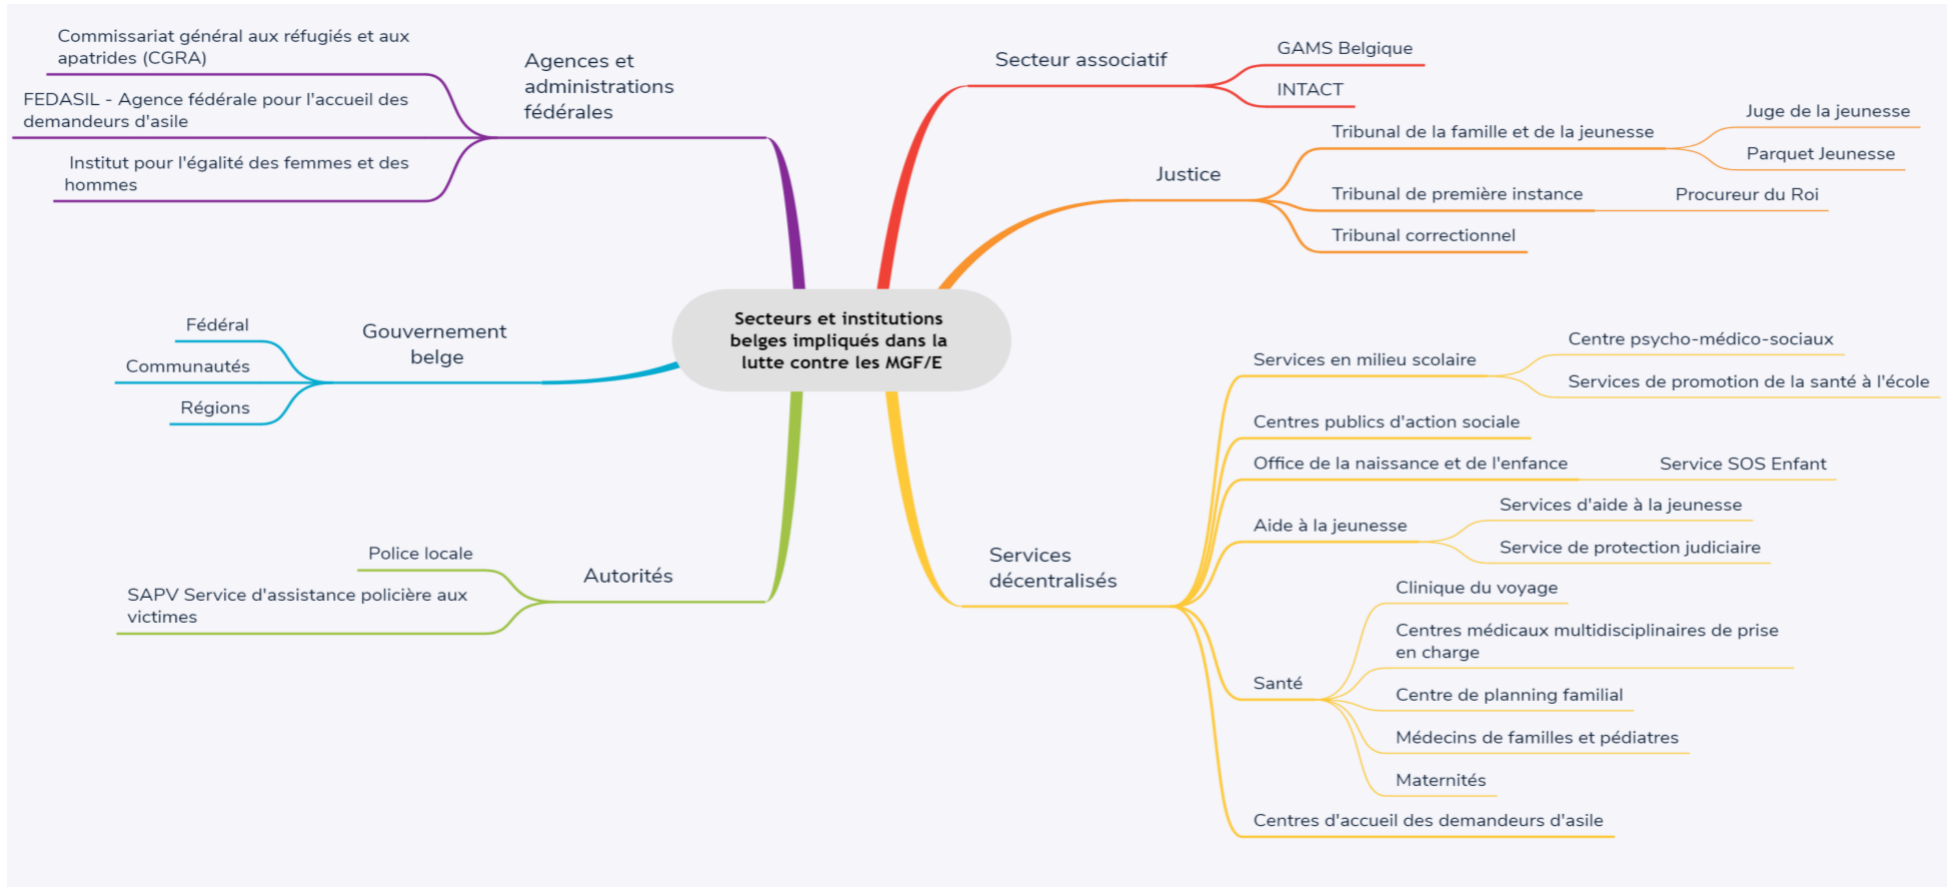 Secteurs et institutions
belges impliqués dans la
lutte contre les MGF/E
Agences et
administrations
fédérales
Commissariat général aux réfugiés et aux
apatrides (CGRA)
FEDASIL - Agence fédérale pour l'accueil des
demandeurs d'asile
Institut pour l'égalité des femmes et des
hommes
Gouvernement
belge
Fédéral
Communautés
Régions
Autorités
Police locale
SAPV Service d'assistance policière aux
victimes
Secteur associatif
GAMS Belgique
INTACT
Justice
Tribunal de la famille et de la jeunesse
Juge de la jeunesse
Parquet Jeunesse
Tribunal de première instance
Procureur du Roi
Tribunal correctionnel
Services
décentralisés
Services en milieu scolaire
Centre psycho-médico-sociaux
Services de promotion de la santé à l'école
Centres publics d'action sociale
Office de la naissance et de l'enfance
Service SOS Enfant
Aide à la jeunesse
Services d'aide à la jeunesse
Service de protection judiciaire
Santé
Clinique du voyage
Centres médicaux multidisciplinaires de prise
en charge
Centre de planning familial
Médecins de familles et pédiatres
Maternités
Centres d'accueil des demandeurs d'asile